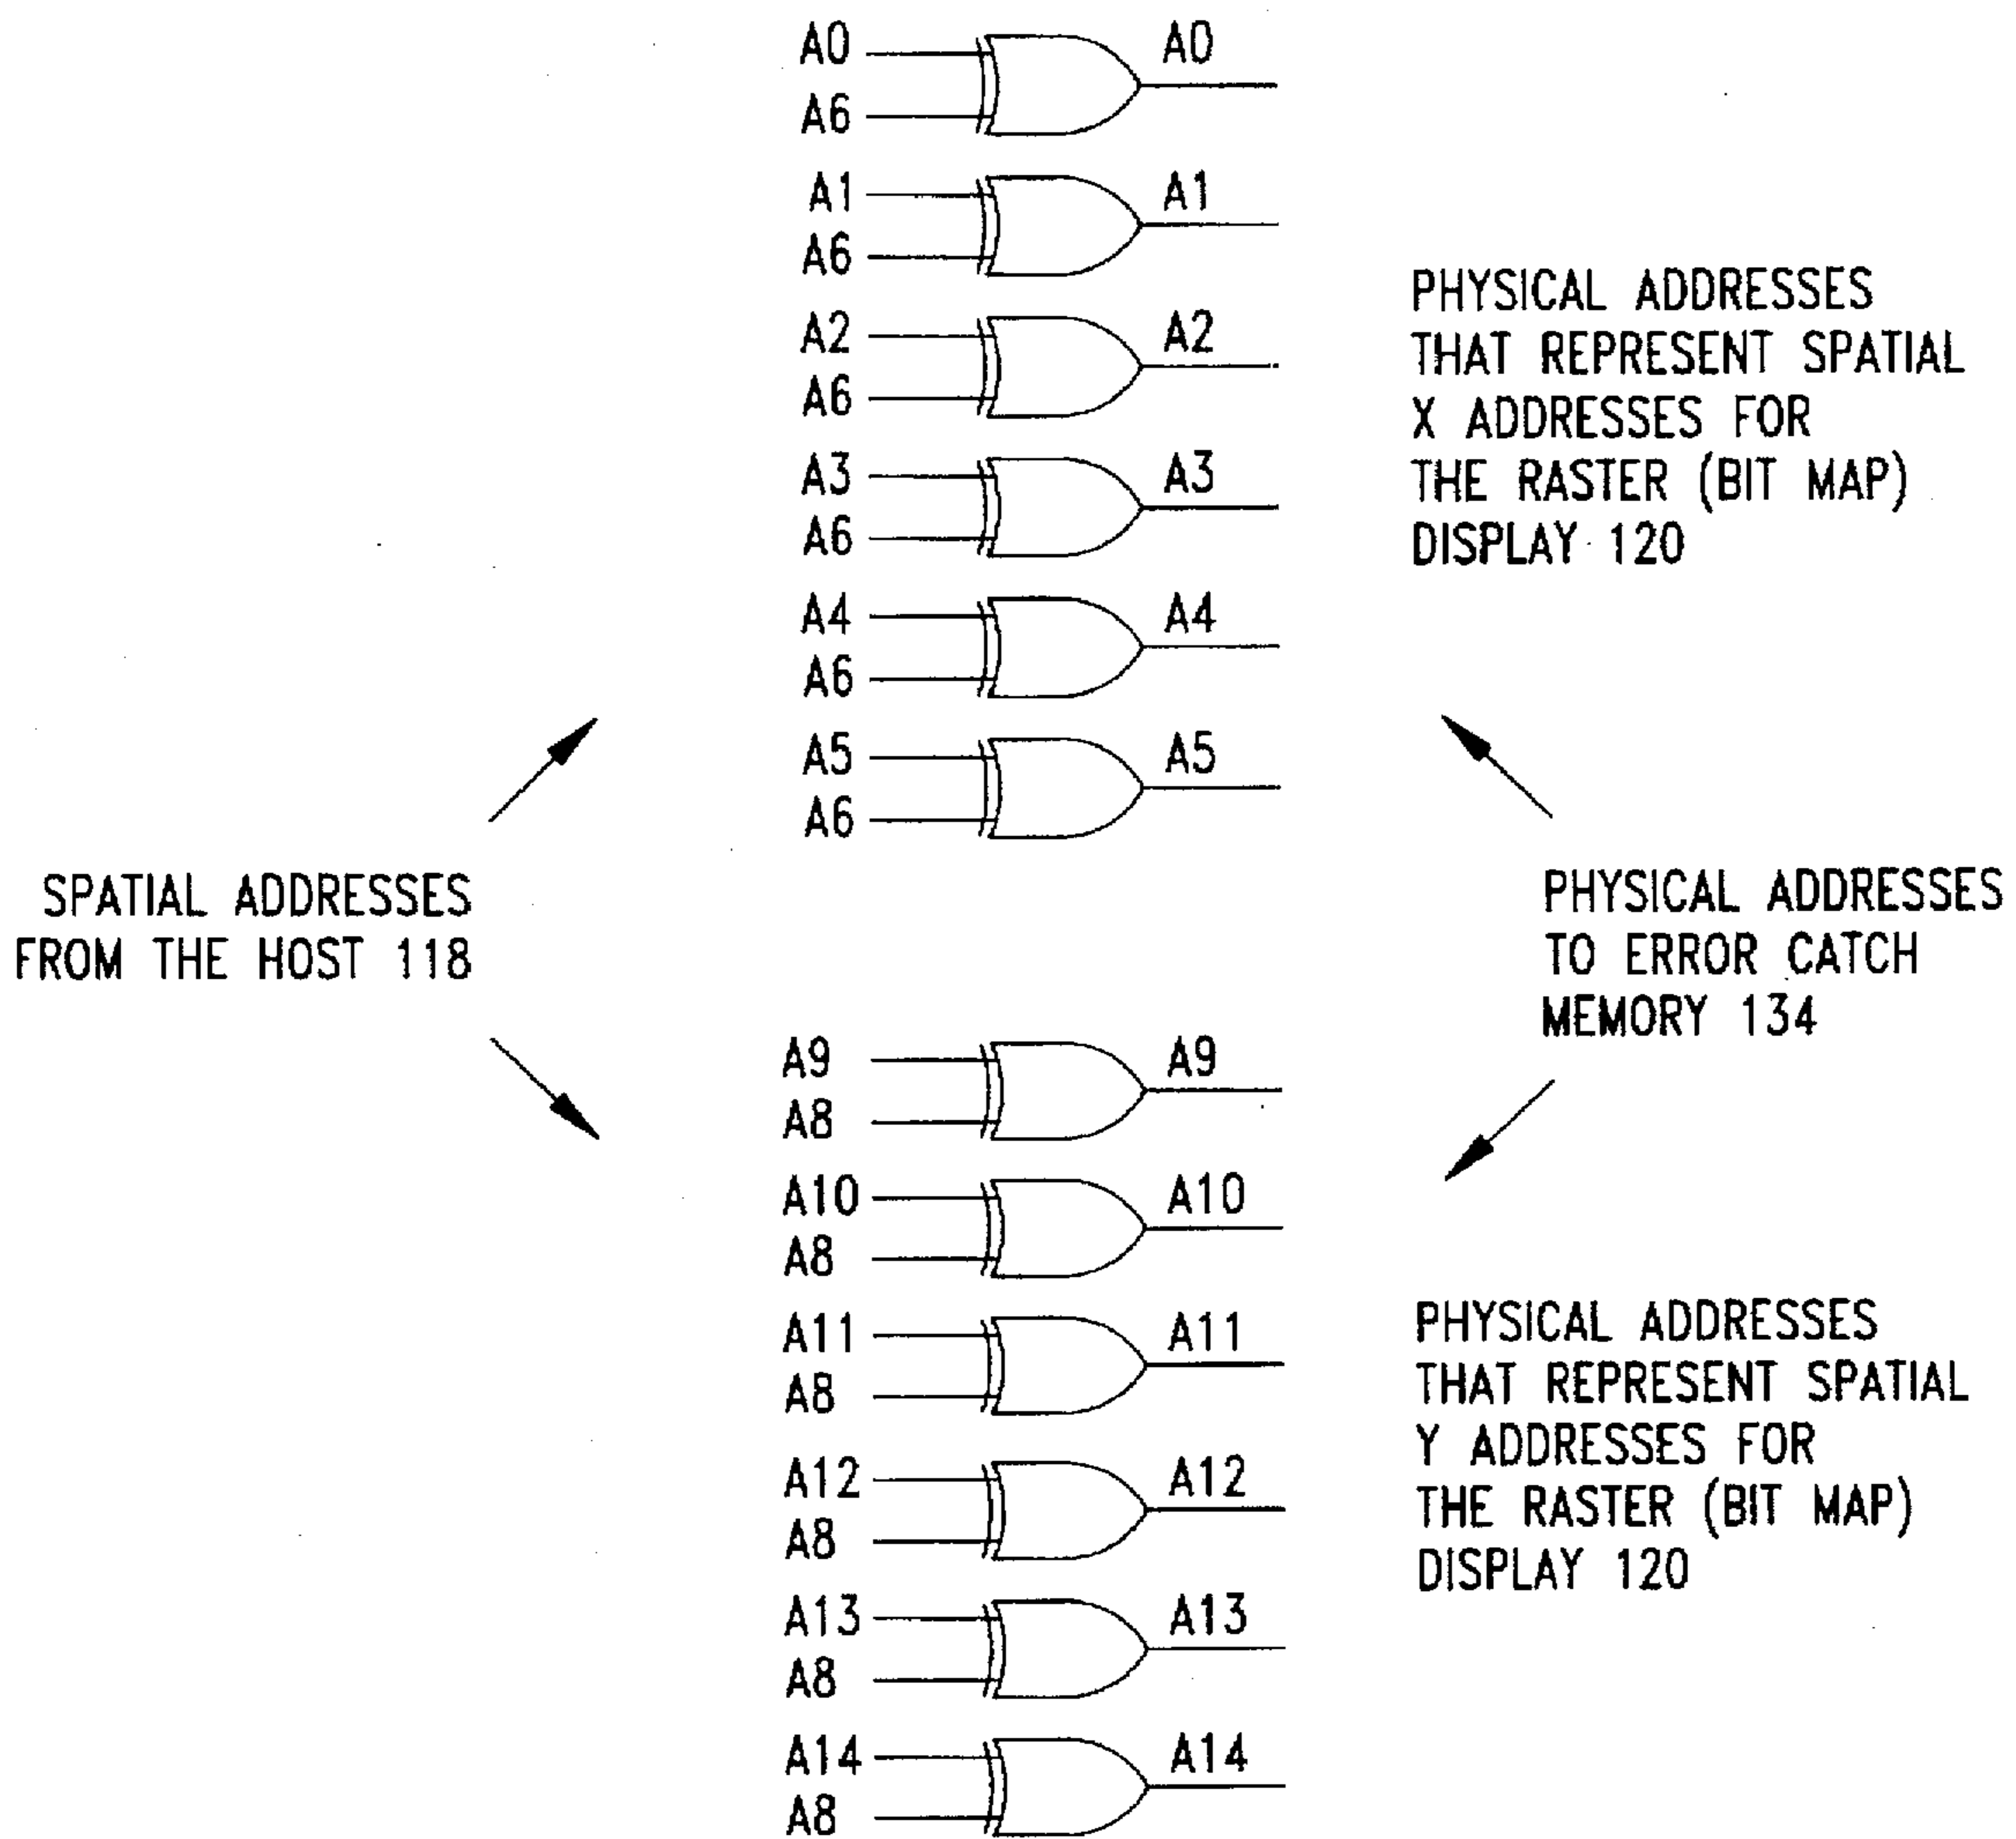 A0
A6
A0
A1
A6
A1
A2
A6
A2
A3
A6
A3
A4
A6
A4
A5
A6
A5
PHYSICAL ADDRESSES
THAT REPRESENT SPATIAL
X ADDRESSES FOR
THE RASTER (BIT MAP)
DISPLAY 120
SPATIAL ADDRESSES
FROM THE HOST 118
PHYSICAL ADDRESSES
TO ERROR CATCH
MEMORY 134
A9
A8
A9
A10
A8
A10
A11
A8
A11
A12
A8
A12
A13
A8
A13
A14
A8
A14
PHYSICAL ADDRESSES
THAT REPRESENT SPATIAL
Y ADDRESSES FOR
THE RASTER (BIT MAP)
DISPLAY 120